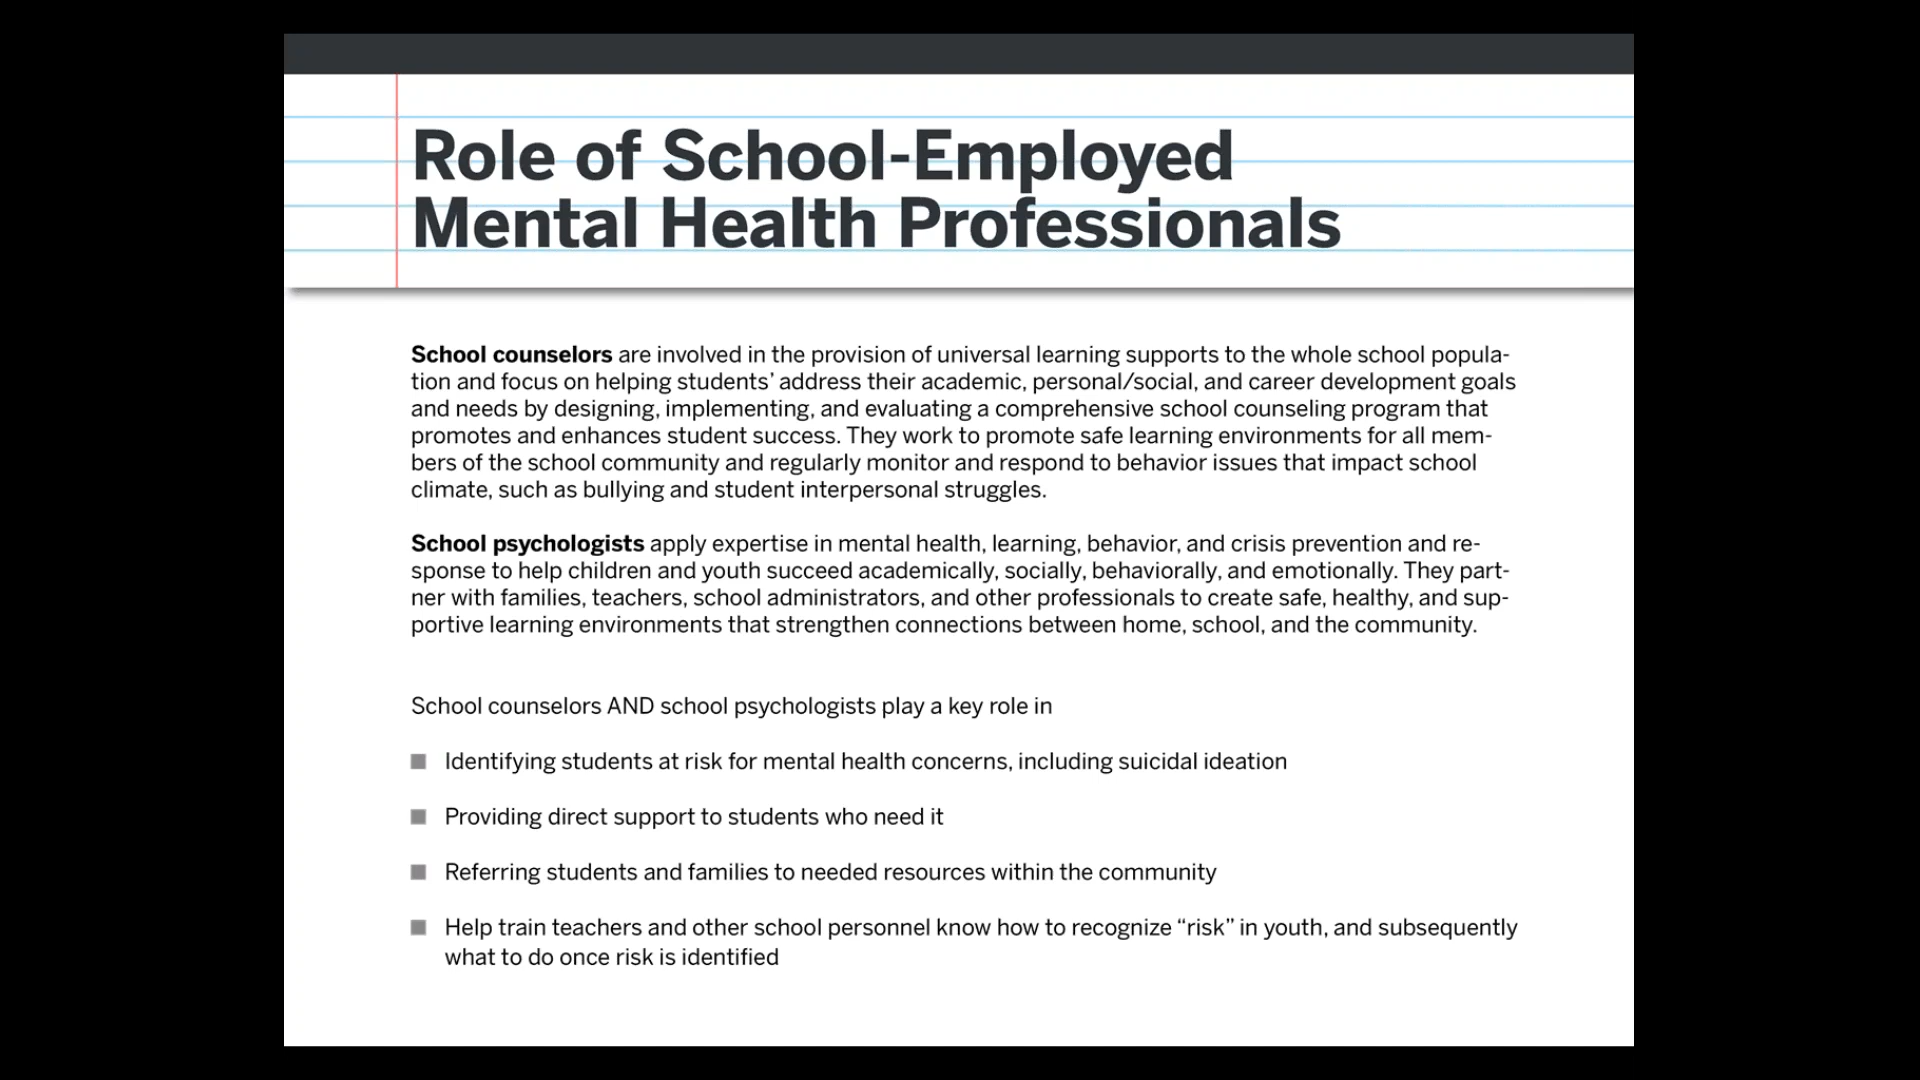 Role of School-Employed
Mental Health Professionals
School counselors are involved in the provision of universal learning supports to the whole school popula-
tion and focus on helping students’ address their academic, personal/social, and career development goals
and needs by designing, implementing, and evaluating a comprehensive school counseling program that
promotes and enhances student success. They work to promote safe learning environments for all mem-
bers of the school community and regularly monitor and respond to behavior issues that impact school
climate, such as bullying and student interpersonal struggles.
School psychologists apply expertise in mental health, learning, behavior, and crisis prevention and re-
sponse to help children and youth succeed academically, socially, behaviorally, and emotionally. They part-
ner with families, teachers, school administrators, and other professionals to create safe, healthy, and sup-
portive learning environments that strengthen connections between home, school, and the community.
School counselors AND school psychologists play a key role in
■ Identifying students at risk for mental health concerns, including suicidal ideation
■ Providing direct support to students who need it
■ Referring students and families to needed resources within the community
■ Help train teachers and other school personnel know how to recognize “risk” in youth, and subsequently
what to do once risk is identified